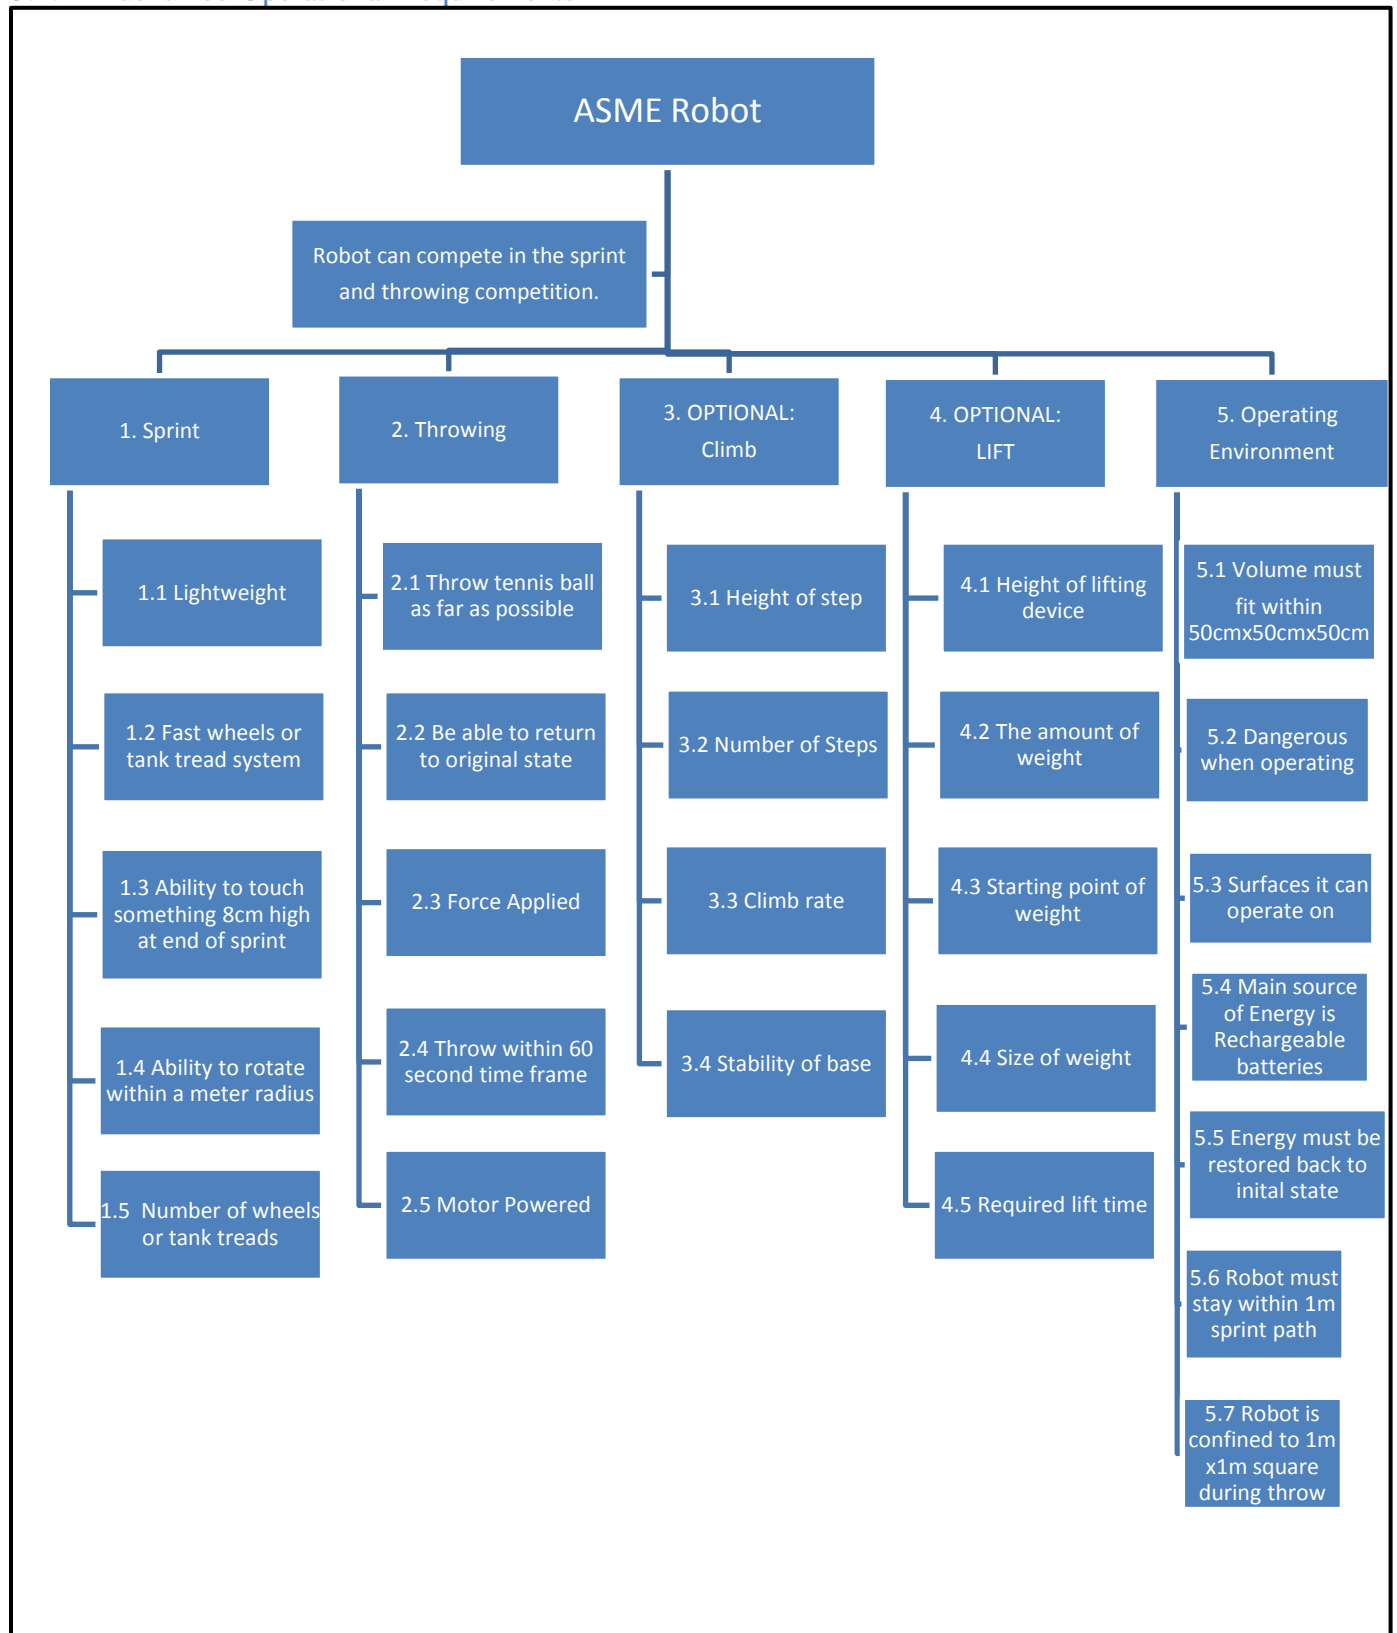 ASME Robot
Robot can compete in the sprint
and throwing competition.
1. Sprint
1.1 Lightweight
1.2 Fast wheels or
tank tread system
1.3 Ability to touch
something 8cm high
at end of sprint
1.4 Ability to rotate
within a meter radius
1.5 Number of wheels
or tank treads
2. Throwing
2.1 Throw tennis ball
as far as possible
2.2 Be able to return
to original state
2.3 Force Applied
2.4 Throw within 60
second time frame
2.5 Motor Powered
3. OPTIONAL:
Climb
3.1 Height of step
3.2 Number of Steps
3.3 Climb rate
3.4 Stability of base
4. OPTIONAL:
LIFT
4.1 Height of lifting
device
4.2 The amount of
weight
4.3 Starting point of
weight
4.4 Size of weight
4.5 Required lift time
5. Operating
Environment
5.1 Volume must
fit within
50cmx50cmx50cm
5.2 Dangerous
when operating
5.3 Surfaces it can
operate on
5.4 Main source
of Energy is
Rechargeable
batteries
5.5 Energy must be
restored back to
inital state
5.6 Robot must
stay within 1m
sprint path
5.7 Robot is
confined to 1m
x1m square
during throw